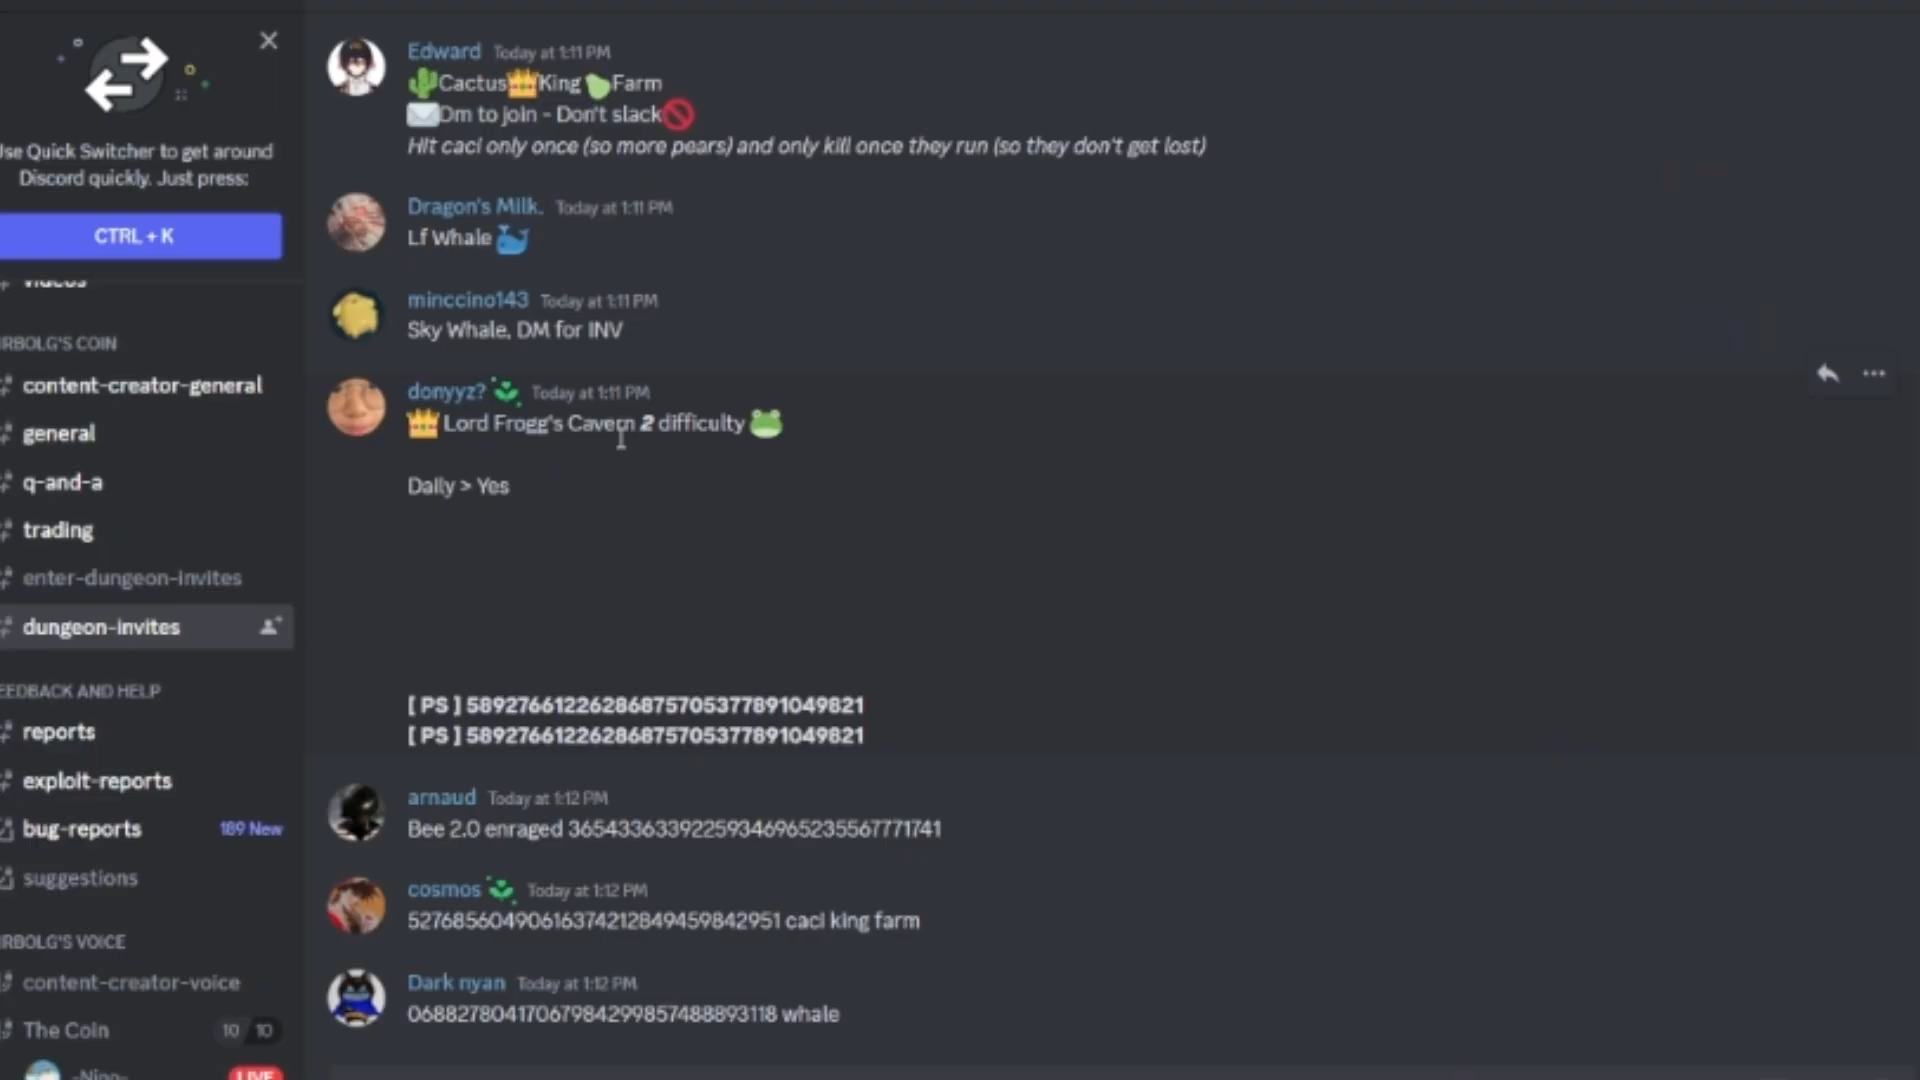 Use Quick Switcher to get around
Discord quickly. Just press:
CTRL + K
videos
IRBOLG'S COIN
content-creator-general
general
q-and-a
trading
enter-dungeon-invites
dungeon-invites
EEDBACK AND HELP
reports
exploit-reports
bug-reports 189 New
suggestions
IRBOLG'S VOICE
content-creator-voice
The Coin 10 / 10
-Nino- LIVE
Edward Today at 1:11 PM
🌵Cactus👑King 🍐Farm
✉️Dm to join - Don't slack🚫
Hit caci only once (so more pears) and only kill once they run (so they don't get lost)
Dragon's Milk. Today at 1:11 PM
Lf Whale 🐳
minccino143 Today at 1:11 PM
Sky Whale, DM for INV
donyyz? Today at 1:11 PM
👑 Lord Frogg's Cavern 2 difficulty 🐸
Daily > Yes
[ PS ] 58927661226286875705377891049821
[ PS ] 58927661226286875705377891049821
arnaud Today at 1:12 PM
Bee 2.0 enraged 36543363392259346965235567771741
cosmos Today at 1:12 PM
52768560490616374212849459842951 caci king farm
Dark nyan Today at 1:12 PM
06882780417067984299857488893118 whale